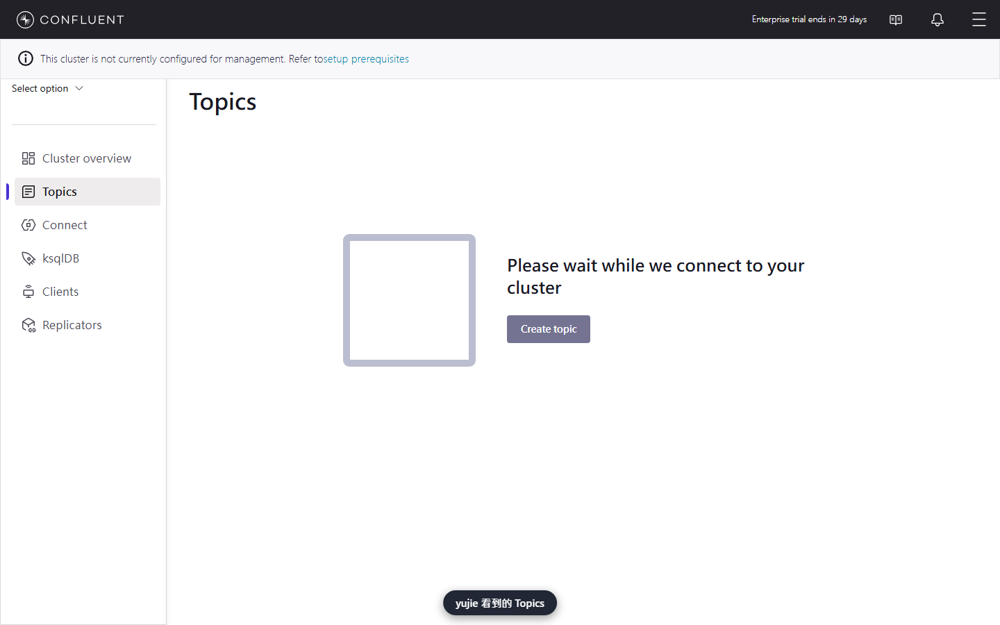 CONFLUENT
Enterprise trial ends in 29 days
This cluster is not currently configured for management. Refer tosetup prerequisites
Select option
Topics
Cluster overview
Topics
Connect
ksqlDB
Clients
Replicators
Please wait while we connect to your
cluster
Create topic
yujie 看到的 Topics